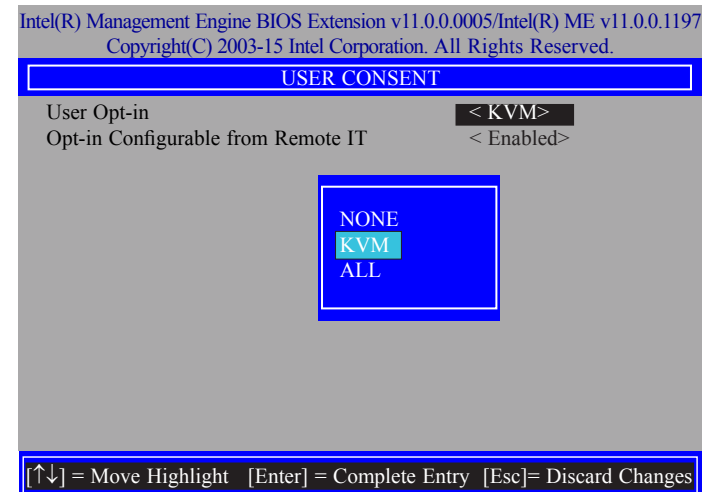 Intel(R) Management Engine BIOS Extension v11.0.0.0005/Intel(R) ME v11.0.0.1197
Copyright(C) 2003-15 Intel Corporation. All Rights Reserved.
USER CONSENT
User Opt-in < KVM>
Opt-in Configurable from Remote IT < Enabled>
NONE
KVM
ALL
[↑↓] = Move Highlight [Enter] = Complete Entry [Esc]= Discard Changes